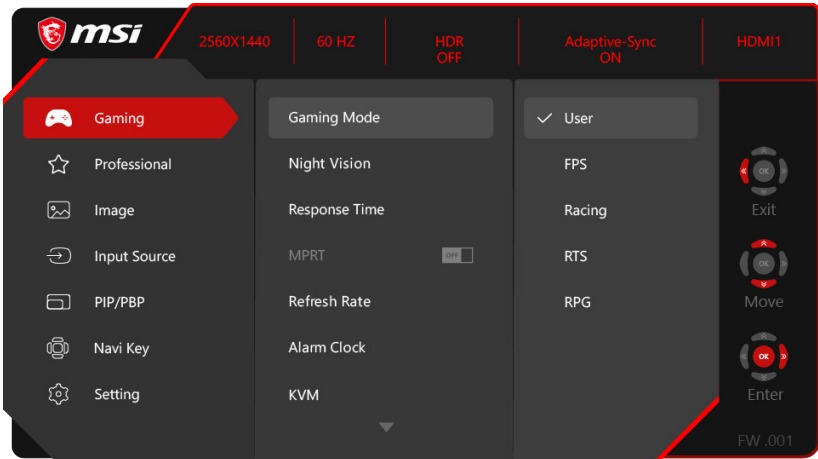 msi
2560X1440
60 HZ
HDR
OFF
Adaptive-Sync
ON
HDMI1
Gaming
Professional
Image
Input Source
PIP/PBP
Navi Key
Setting
Gaming Mode
Night Vision
Response Time
MPRT
OFF
Refresh Rate
Alarm Clock
KVM
User
FPS
Racing
RTS
RPG
OK
Exit
OK
Move
OK
Enter
FW .001